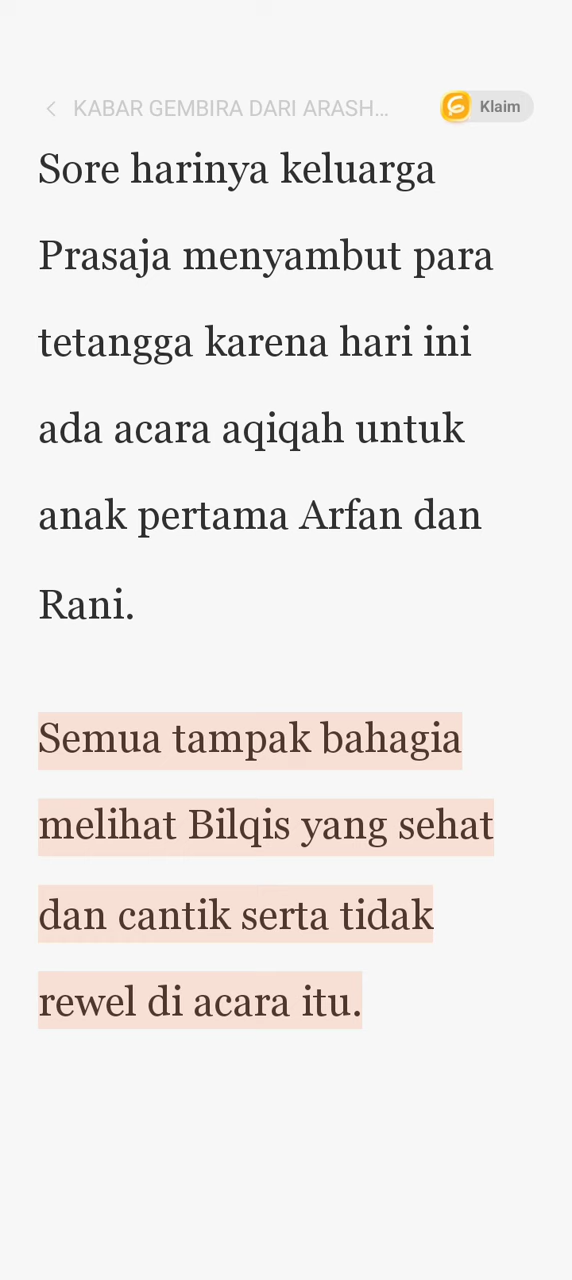 KABAR GEMBIRA DARI ARASH...
Klaim
Sore harinya keluarga
Prasaja menyambut para
tetangga karena hari ini
ada acara aqiqah untuk
anak pertama Arfan dan
Rani.
Semua tampak bahagia
melihat Bilqis yang sehat
dan cantik serta tidak
rewel di acara itu.